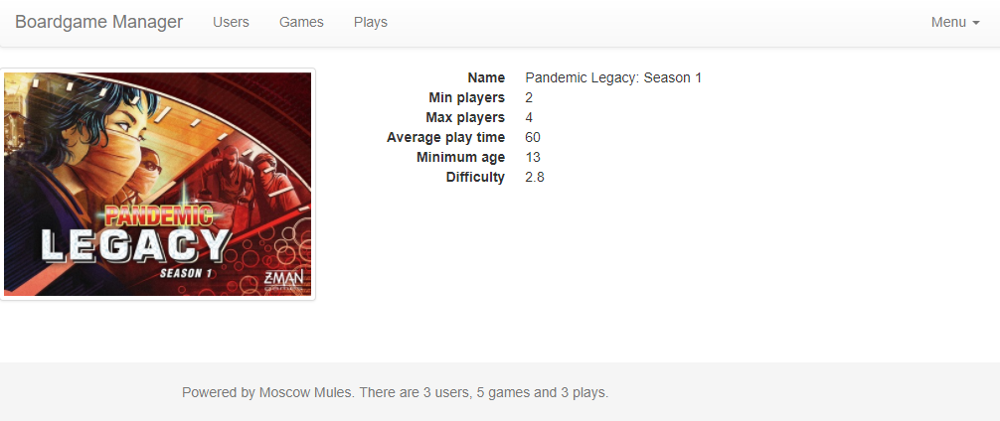 Boardgame Manager Users Games Plays Menu
Name Pandemic Legacy: Season 1
Min players 2
Max players 4
Average play time 60
Minimum age 13
Difficulty 2.8
PANDEMIC
LEGACY
SEASON 1
Z-MAN
games
Powered by Moscow Mules. There are 3 users, 5 games and 3 plays.